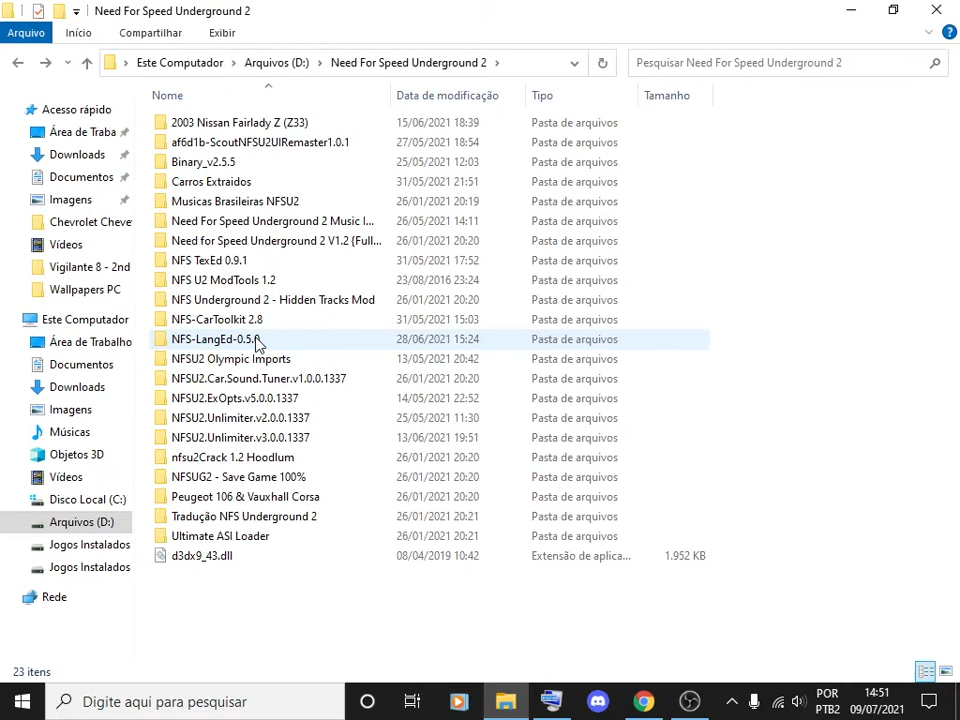 Need For Speed Underground 2
Arquivo Início Compartilhar Exibir
Este Computador Arquivos (D:) Need For Speed Underground 2 Pesquisar Need For Speed Underground 2
Nome Data de modificação Tipo Tamanho
Acesso rápido
Área de Traba
Downloads
Documentos
Imagens
Chevrolet Cheve
Vídeos
Vigilante 8 - 2nd
Wallpapers PC
Este Computador
Área de Trabalho
Documentos
Downloads
Imagens
Músicas
Objetos 3D
Vídeos
Disco Local (C:)
Arquivos (D:)
Jogos Instalados
Jogos Instalados
Rede
2003 Nissan Fairlady Z (Z33) 15/06/2021 18:39 Pasta de arquivos
af6d1b-ScoutNFSU2UIRemaster1.0.1 27/05/2021 18:54 Pasta de arquivos
Binary_v2.5.5 25/05/2021 12:03 Pasta de arquivos
Carros Extraidos 31/05/2021 21:51 Pasta de arquivos
Musicas Brasileiras NFSU2 26/01/2021 20:19 Pasta de arquivos
Need For Speed Underground 2 Music I... 26/05/2021 14:11 Pasta de arquivos
Need for Speed Underground 2 V1.2 {Full... 26/01/2021 20:20 Pasta de arquivos
NFS TexEd 0.9.1 31/05/2021 17:52 Pasta de arquivos
NFS U2 ModTools 1.2 23/08/2016 23:24 Pasta de arquivos
NFS Underground 2 - Hidden Tracks Mod 26/01/2021 20:20 Pasta de arquivos
NFS-CarToolkit 2.8 31/05/2021 15:03 Pasta de arquivos
NFS-LangEd-0.5.0 28/06/2021 15:24 Pasta de arquivos
NFSU2 Olympic Imports 13/05/2021 20:42 Pasta de arquivos
NFSU2.Car.Sound.Tuner.v1.0.0.1337 26/01/2021 20:20 Pasta de arquivos
NFSU2.ExOpts.v5.0.0.1337 14/05/2021 22:52 Pasta de arquivos
NFSU2.Unlimiter.v2.0.0.1337 25/05/2021 11:30 Pasta de arquivos
NFSU2.Unlimiter.v3.0.0.1337 13/06/2021 19:51 Pasta de arquivos
nfsu2Crack 1.2 Hoodlum 26/01/2021 20:20 Pasta de arquivos
NFSUG2 - Save Game 100% 26/01/2021 20:20 Pasta de arquivos
Peugeot 106 & Vauxhall Corsa 26/01/2021 20:20 Pasta de arquivos
Tradução NFS Underground 2 26/01/2021 20:21 Pasta de arquivos
Ultimate ASI Loader 26/01/2021 20:21 Pasta de arquivos
d3dx9_43.dll 08/04/2019 10:42 Extensão de aplica... 1.952 KB
23 itens
Digite aqui para pesquisar
POR
PTB2
14:51
09/07/2021